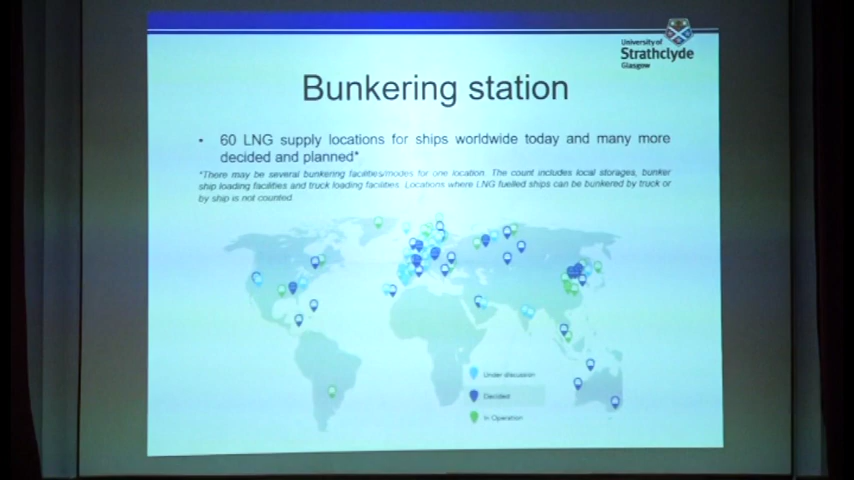 University of
Strathclyde
Glasgow
Bunkering station
• 60 LNG supply locations for ships worldwide today and many more
decided and planned*
*There may be several bunkering facilities/modes for one location. The count includes local storages, bunker
ship loading facilities and truck loading facilities. Locations where LNG fuelled ships can be bunkered by truck or
by ship is not counted
Under discussion
Decided
In Operation